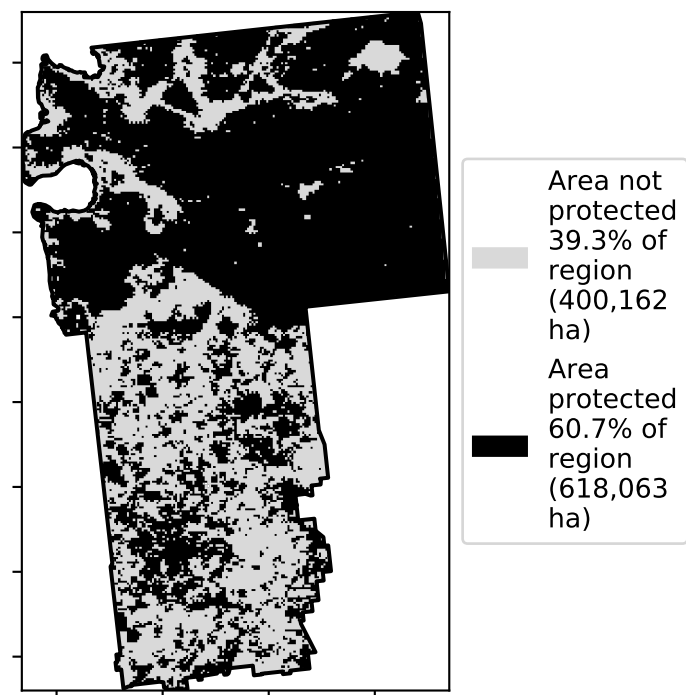 Area not
protected
39.3% of
region
(400,162
ha)
Area
protected
60.7% of
region
(618,063
ha)